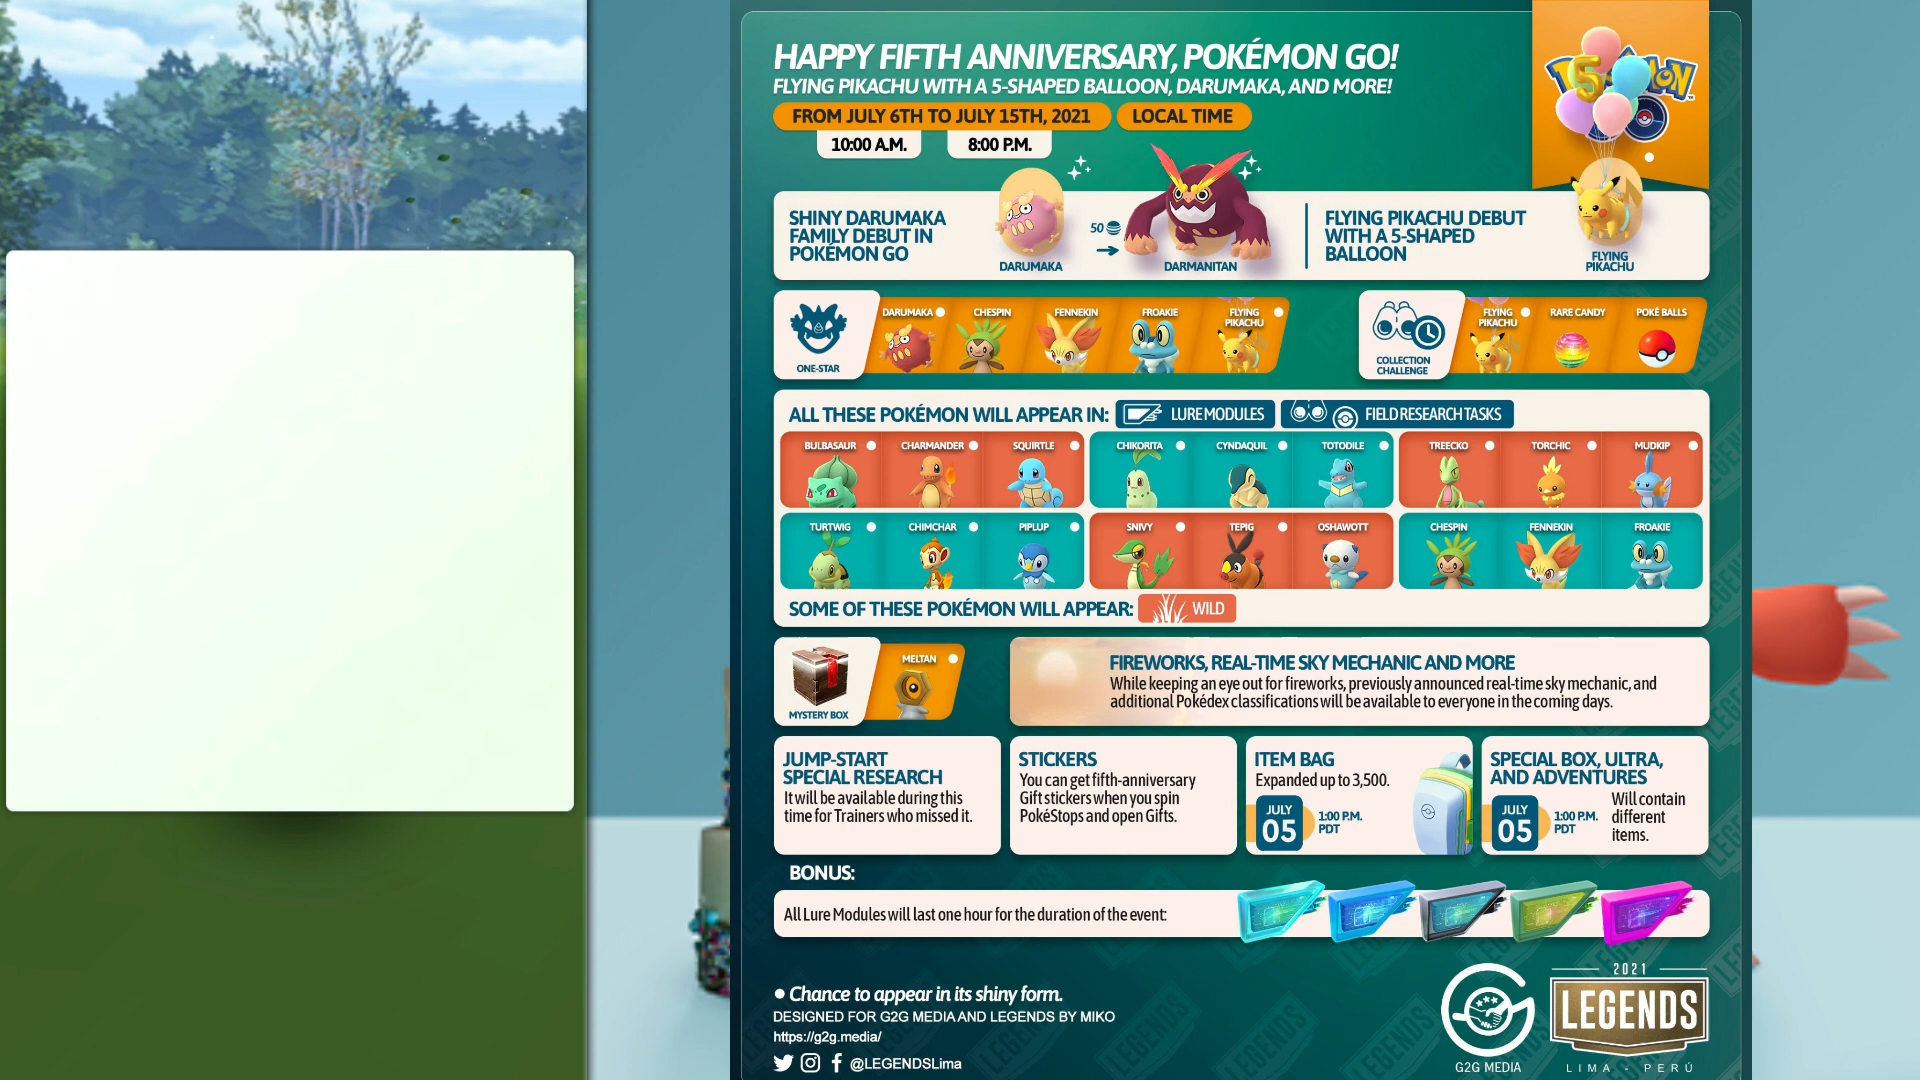 HAPPY FIFTH ANNIVERSARY, POKÉMON GO!
FLYING PIKACHU WITH A 5-SHAPED BALLOON, DARUMAKA, AND MORE!
FROM JULY 6TH TO JULY 15TH, 2021
LOCAL TIME
10:00 A.M.
8:00 P.M.
SHINY DARUMAKA
FAMILY DEBUT IN
POKÉMON GO
DARUMAKA
50
DARMANITAN
FLYING PIKACHU DEBUT
WITH A 5-SHAPED
BALLOON
FLYING
PIKACHU
ONE-STAR
DARUMAKA
CHESPIN
FENNEKIN
FROAKIE
FLYING
PIKACHU
COLLECTION
CHALLENGE
FLYING
PIKACHU
RARE CANDY
POKÉ BALLS
ALL THESE POKÉMON WILL APPEAR IN:
LURE MODULES
FIELD RESEARCH TASKS
BULBASAUR
CHARMANDER
SQUIRTLE
CHIKORITA
CYNDAQUIL
TOTODILE
TREECKO
TORCHIC
MUDKIP
TURTWIG
CHIMCHAR
PIPLUP
SNIVY
TEPIG
OSHAWOTT
CHESPIN
FENNEKIN
FROAKIE
SOME OF THESE POKÉMON WILL APPEAR:
WILD
MYSTERY BOX
MELTAN
FIREWORKS, REAL-TIME SKY MECHANIC AND MORE
While keeping an eye out for fireworks, previously announced real-time sky mechanic, and
additional Pokédex classifications will be available to everyone in the coming days.
JUMP-START
SPECIAL RESEARCH
It will be available during this
time for Trainers who missed it.
STICKERS
You can get fifth-anniversary
Gift stickers when you spin
PokéStops and open Gifts.
ITEM BAG
Expanded up to 3,500.
JULY
05
1:00 P.M.
PDT
SPECIAL BOX, ULTRA,
AND ADVENTURES
JULY
05
1:00 P.M.
PDT
Will contain
different
items.
BONUS:
All Lure Modules will last one hour for the duration of the event:
Chance to appear in its shiny form.
DESIGNED FOR G2G MEDIA AND LEGENDS BY MIKO
https://g2g.media/
@LEGENDSLima
G2G MEDIA
2021
LEGENDS
LIMA - PERÚ